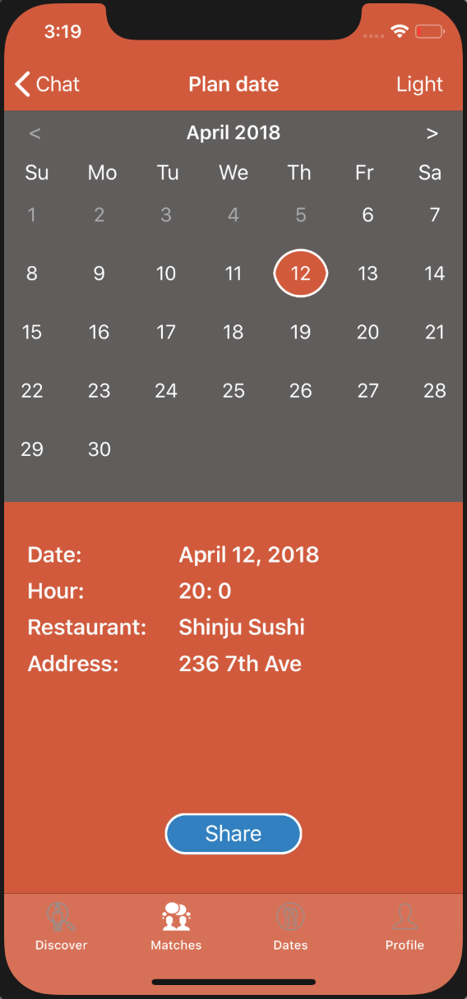 3:19
Chat Plan date Light
< April 2018 >
Su Mo Tu We Th Fr Sa
1 2 3 4 5 6 7
8 9 10 11 12 13 14
15 16 17 18 19 20 21
22 23 24 25 26 27 28
29 30
Date: April 12, 2018
Hour: 20: 0
Restaurant: Shinju Sushi
Address: 236 7th Ave
Share
Discover Matches Dates Profile